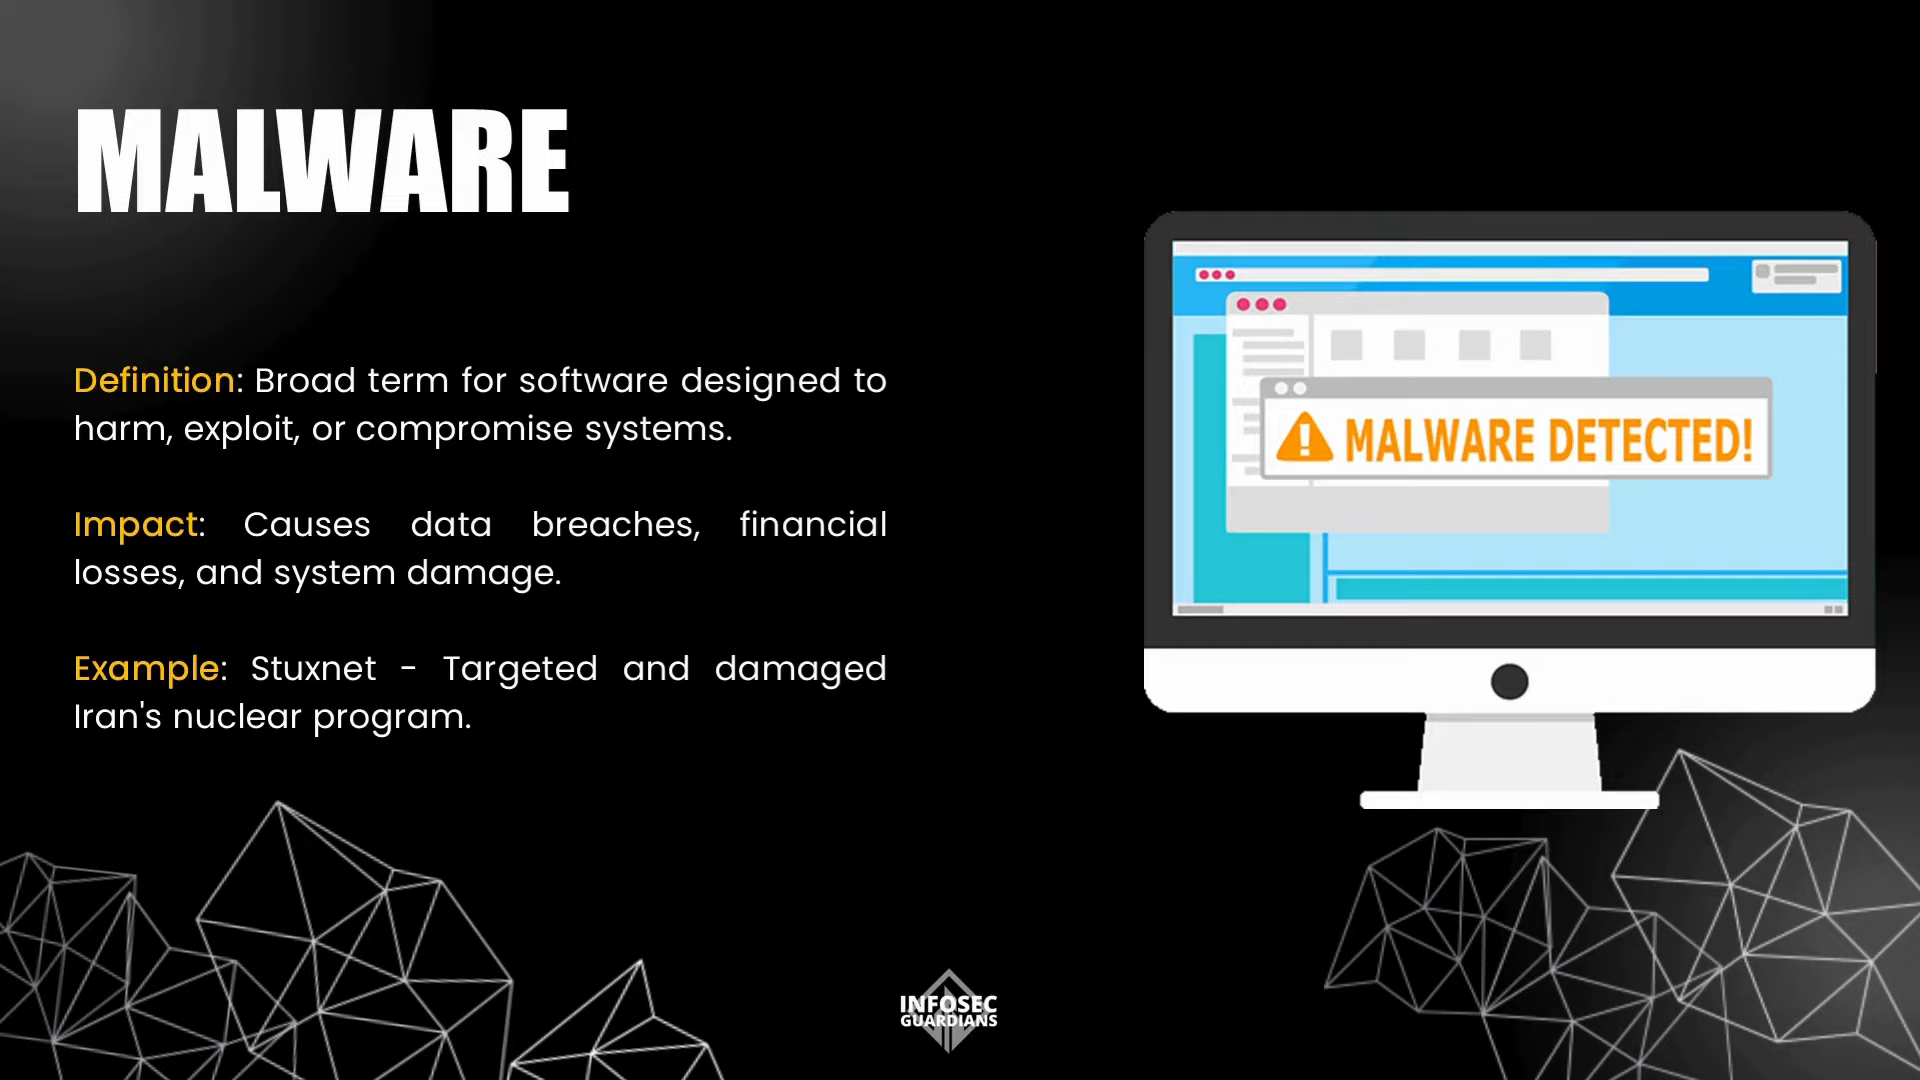 MALWARE
Definition: Broad term for software designed to
harm, exploit, or compromise systems.
Impact: Causes data breaches, financial
losses, and system damage.
Example: Stuxnet - Targeted and damaged
Iran's nuclear program.
MALWARE DETECTED!
INFOSEC
GUARDIANS